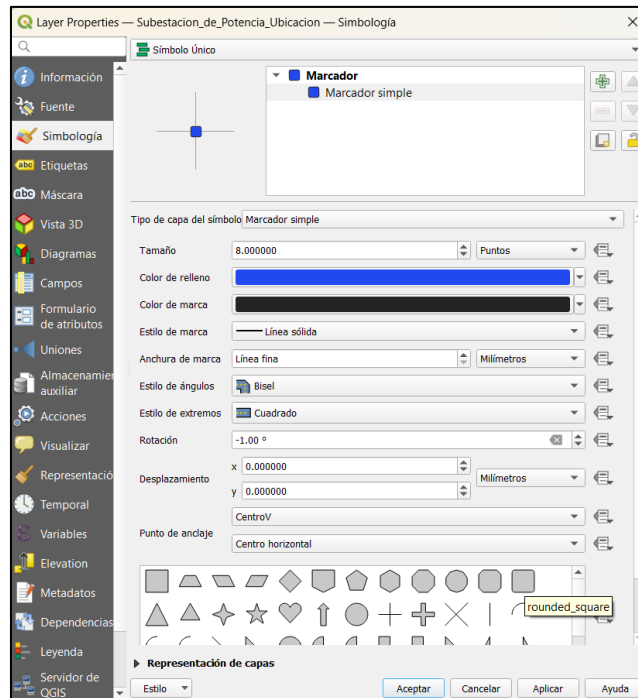 Layer Properties — Subestacion_de_Potencia_Ubicacion — Simbología
Símbolo Único
Información
Fuente
Simbología
abc Etiquetas
abc Máscara
Vista 3D
Diagramas
Campos
Formulario
de atributos
Uniones
Almacenamien
auxiliar
Acciones
Visualizar
Representació
Temporal
Variables
Elevation
Metadatos
Dependencias
Leyenda
Servidor de
QGIS
Marcador
Marcador simple
Tipo de capa del símbolo Marcador simple
Tamaño 8.000000 Puntos
Color de relleno
Color de marca
Estilo de marca Línea sólida
Anchura de marca Línea fina Milímetros
Estilo de ángulos Bisel
Estilo de extremos Cuadrado
Rotación -1.00 °
Desplazamiento x 0.000000 Milímetros
y 0.000000
Punto de anclaje CentroV
Centro horizontal
rounded_square
Representación de capas
Estilo Aceptar Cancelar Aplicar Ayuda